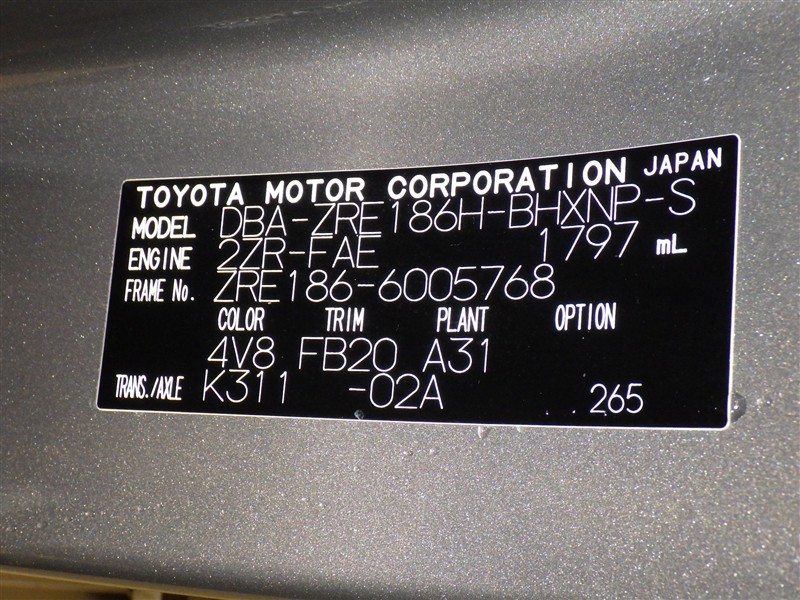 TOYOTA MOTOR CORPORATION JAPAN
MODEL DBA-ZRE186H-BHXNP-S
ENGINE 2ZR-FAE 1797 mL
FRAME No. ZRE186-6005768
COLOR TRIM PLANT OPTION
4V8 FB20 A31
TRANS./AXLE K311 -02A 265